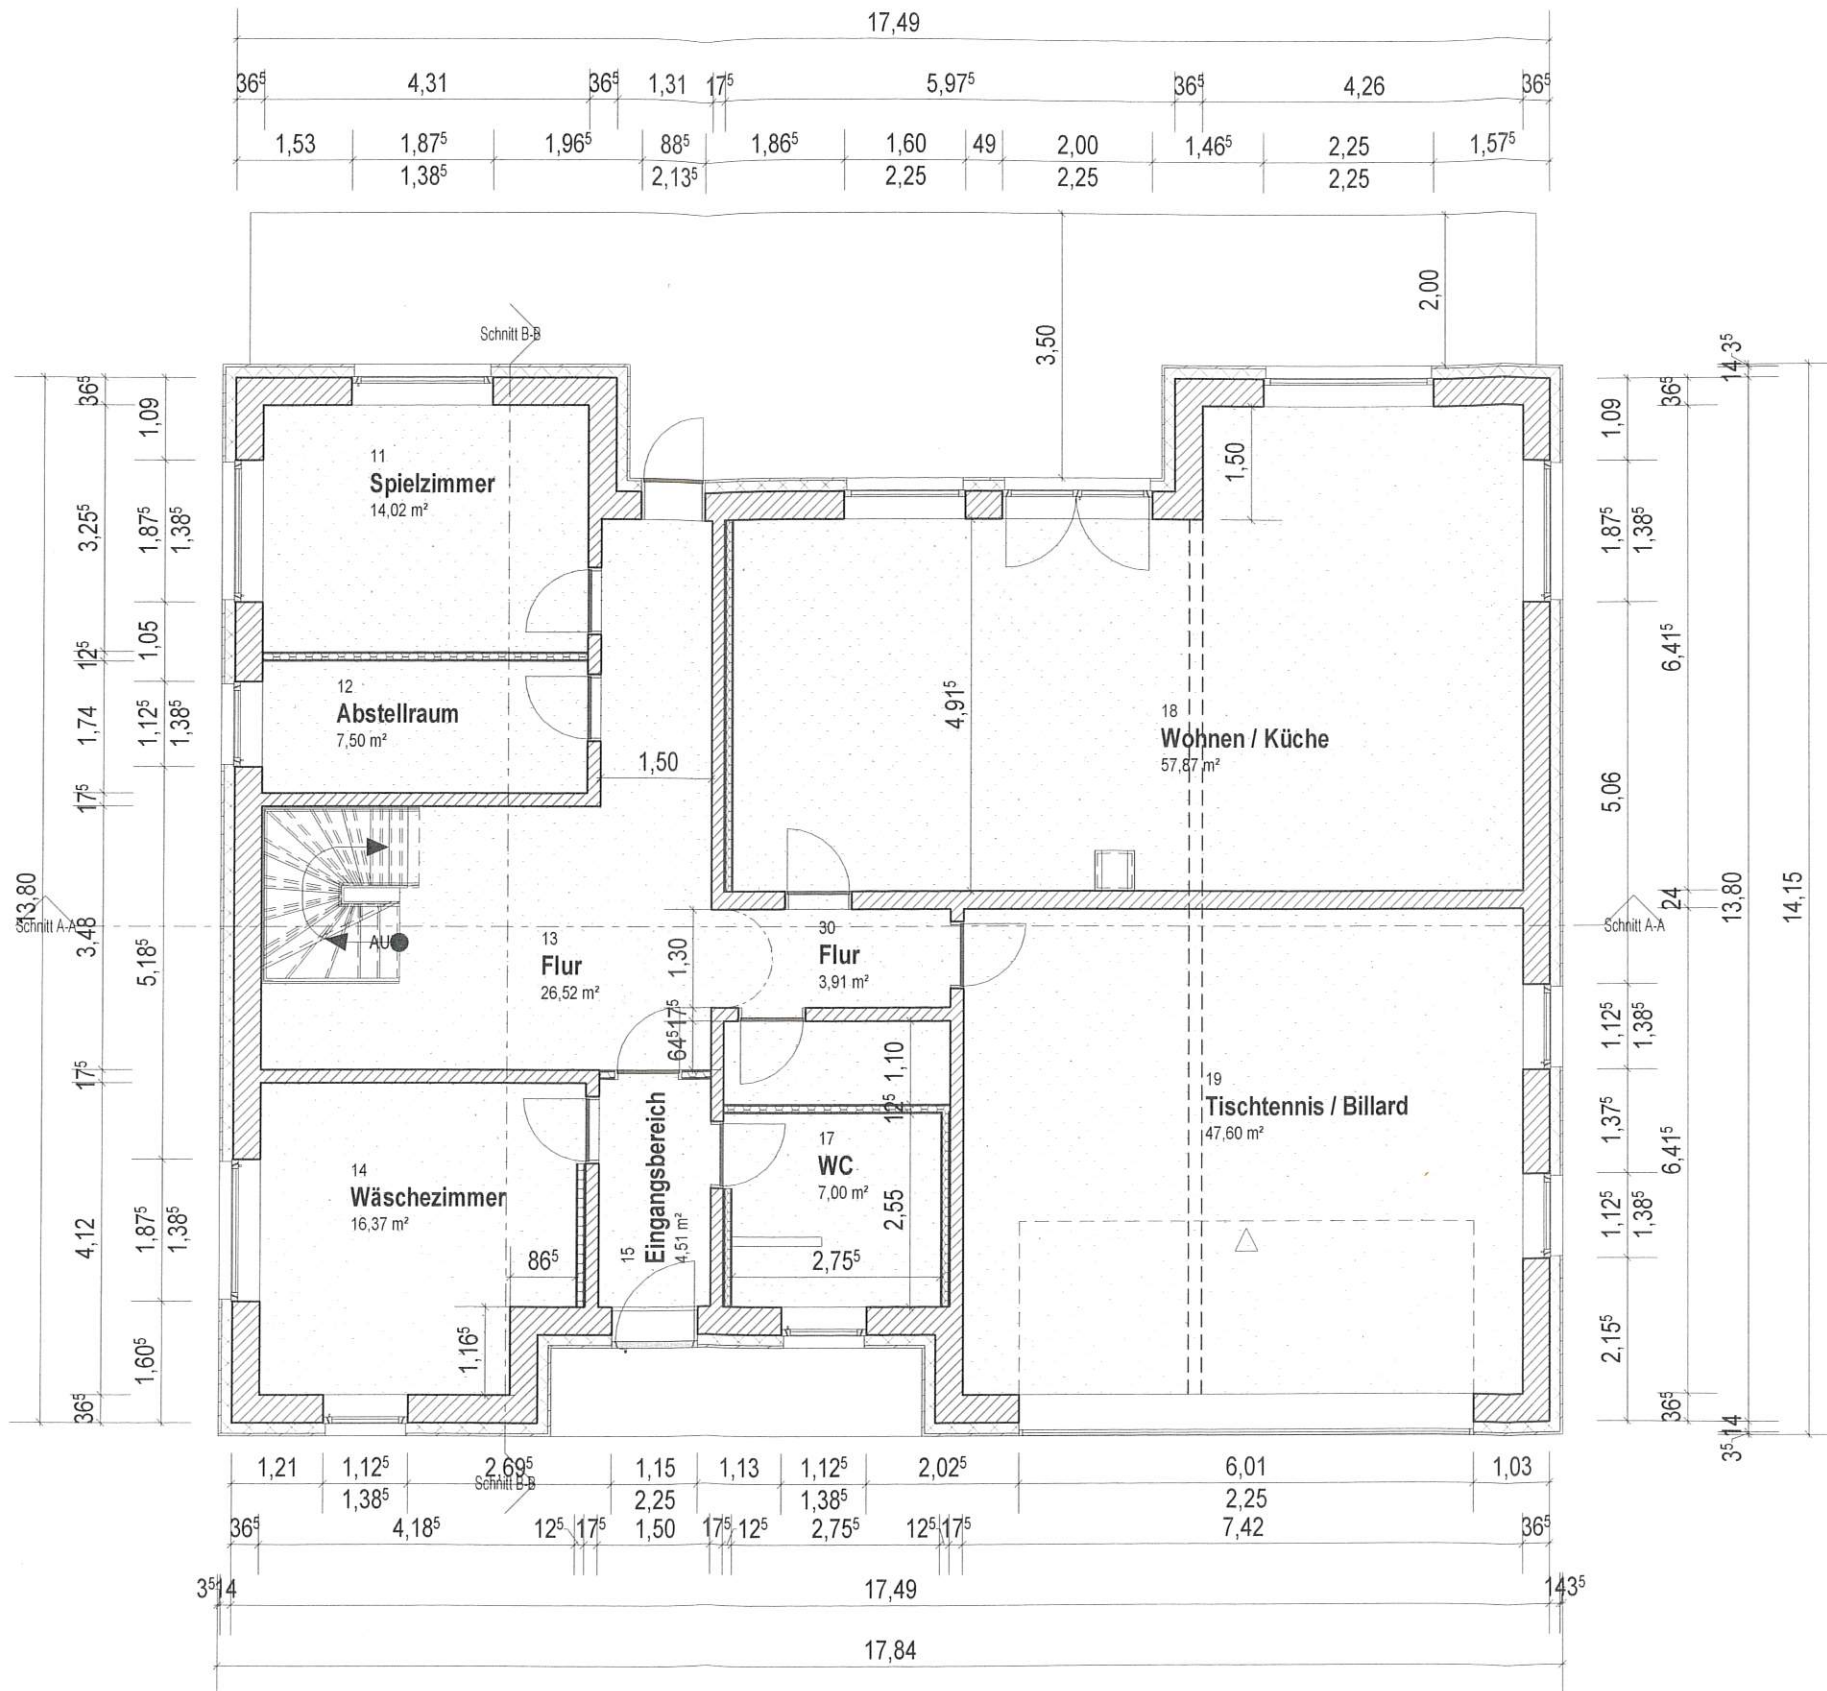 17,49
36⁵ 4,31 36⁵ 1,31 17⁵ 5,97⁵ 36⁵ 4,26 36⁵
1,53 1,87⁵ 1,96⁵ 88⁵ 1,86⁵ 1,60 49 2,00 1,46⁵ 2,25 1,57⁵
1,38⁵ 2,13⁵ 2,25 2,25 2,25
2,00
3,50
Schnitt B-B
14,3⁵
36⁵
1,09
1,09
36⁵
1,50
11
Spielzimmer
14,02 m²
3,25⁵
1,87⁵
1,38⁵
1,87⁵
1,38⁵
1,05
12⁵
6,41⁵
12
Abstellraum
7,50 m²
1,74
1,12⁵
1,38⁵
4,91⁵
18
Wohnen / Küche
57,87 m²
1,50
17⁵
5,06
13,80
Schnitt A-A
3,48
5,18⁵
AU
13
Flur
26,52 m²
1,30
30
Flur
3,91 m²
24
13,80
14,15
Schnitt A-A
17⁵
64⁵
1,10
12⁵
1,12⁵
1,38⁵
17⁵
19
Tischtennis / Billard
47,60 m²
1,37⁵
6,41⁵
14
Wäschezimmer
16,37 m²
15
Eingangsbereich
4,51 m²
17
WC
7,00 m²
2,55
4,12
1,87⁵
1,38⁵
1,12⁵
1,38⁵
86⁵
2,75⁵
1,16⁵
1,60⁵
2,15⁵
36⁵
36⁵
14
3⁵
1,21 1,12⁵ 2,69⁵ 1,15 1,13 1,12⁵ 2,02⁵ 6,01 1,03
Schnitt B-B
1,38⁵ 2,25 1,38⁵ 2,25
36⁵ 4,18⁵ 12⁵ 17⁵ 1,50 17⁵ 12⁵ 2,75⁵ 12⁵ 17⁵ 7,42 36⁵
3⁵14 17,49 143⁵
17,84